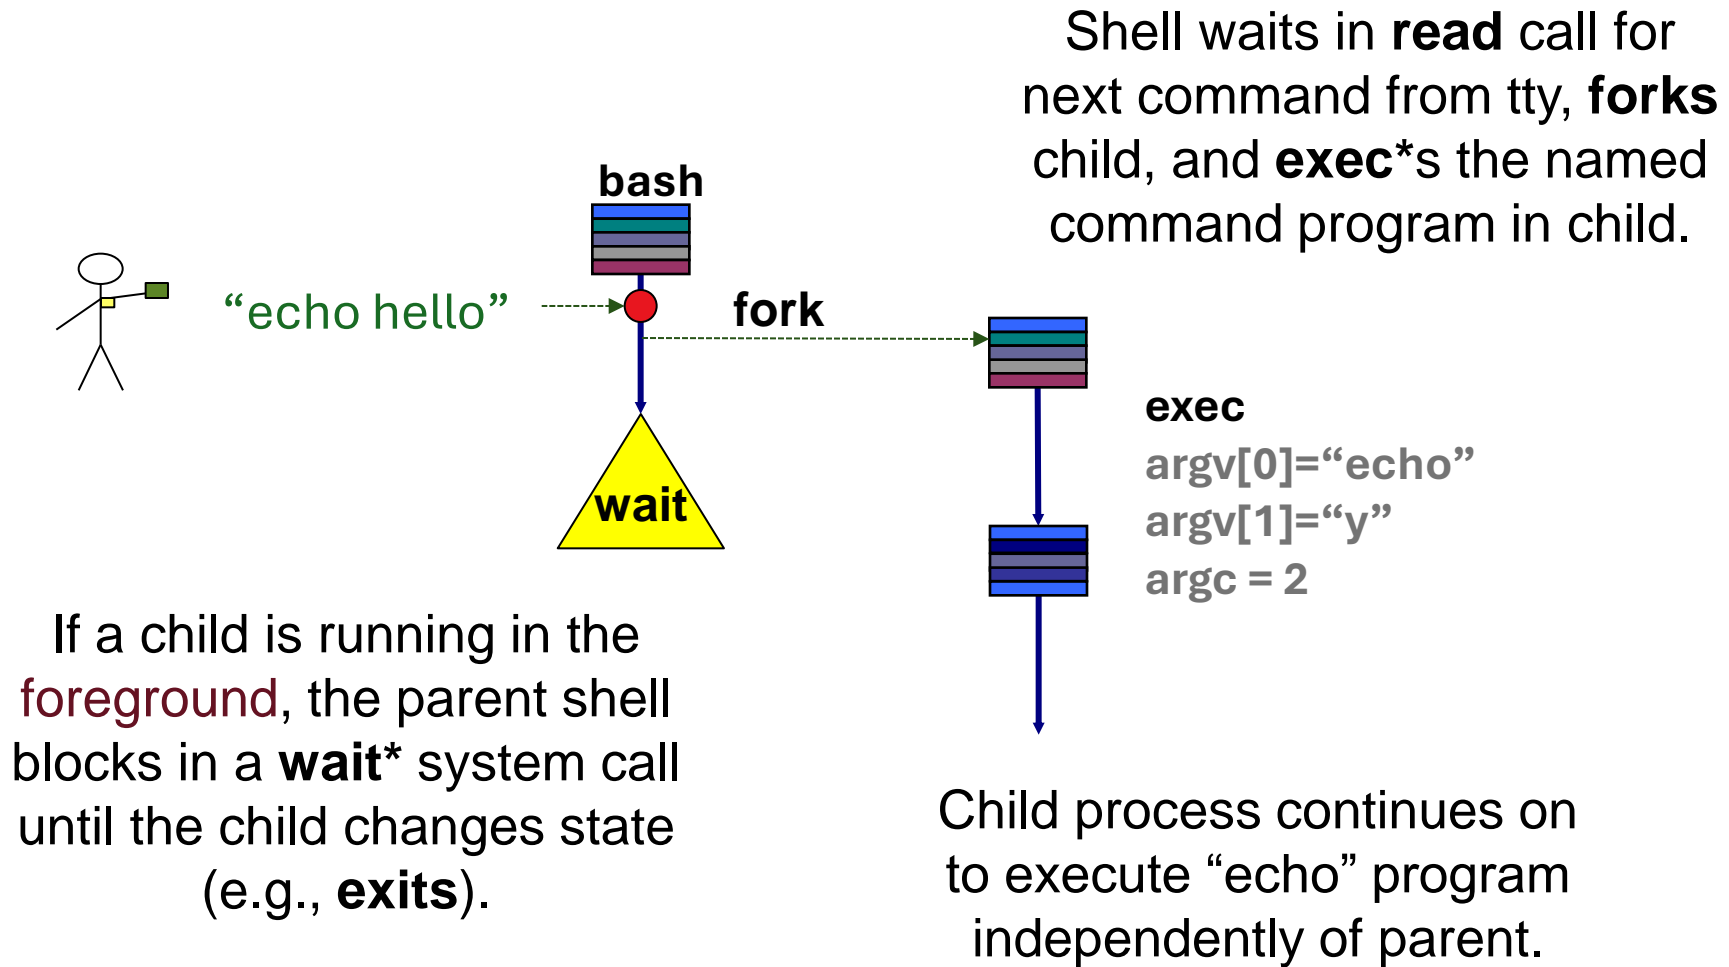 Shell waits in read call for
next command from tty, forks
child, and exec*s the named
command program in child.
bash
“echo hello”
fork
exec
argv[0]=“echo”
argv[1]=“y”
argc = 2
wait
If a child is running in the
foreground, the parent shell
blocks in a wait* system call
until the child changes state
(e.g., exits).
Child process continues on
to execute “echo” program
independently of parent.